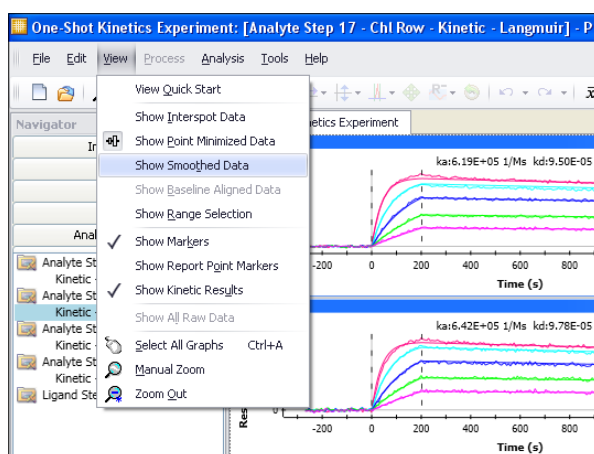 One-Shot Kinetics Experiment: [Analyte Step 17 - Chl Row - Kinetic - Langmuir] - P
File Edit View Process Analysis Tools Help
View Quick Start
Show Interspot Data
Show Point Minimized Data
Show Smoothed Data
Show Baseline Aligned Data
Show Range Selection
Show Markers
Show Report Point Markers
Show Kinetic Results
Show All Raw Data
Select All Graphs Ctrl+A
Manual Zoom
Zoom Out
Navigator
Anal
Analyte St
Kinetic -
Analyte St
Kinetic -
Analyte St
Kinetic -
Analyte St
Kinetic -
Ligand Ste
etics Experiment
ka:6.19E+05 1/Ms kd:9.50E-05
-200 0 200 400 600 800
Time (s)
ka:6.42E+05 1/Ms kd:9.78E-05
Res
0
-200 0 200 400 600 800
Time (s)